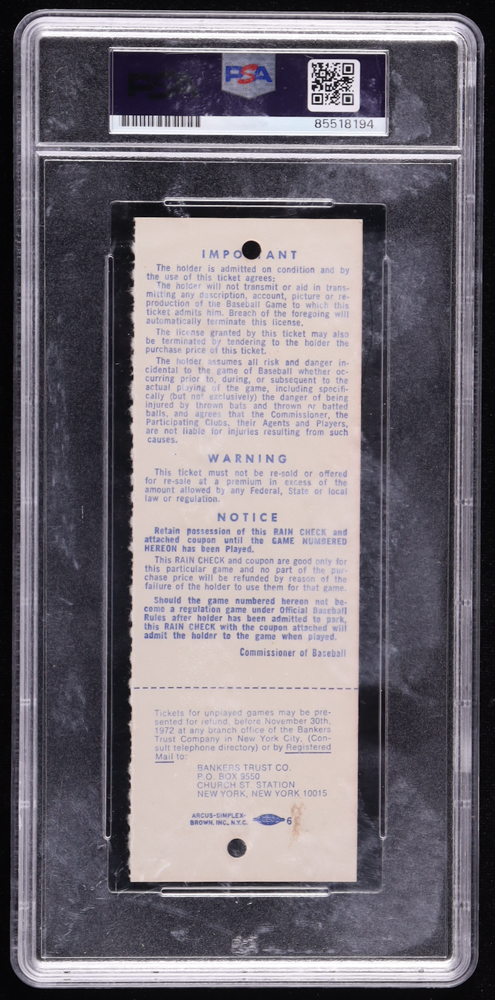 PSA
85518194
IMPO ANT
The holder is admitted on condition and by
the use of this ticket agrees:
The holder will not transmit or aid in trans-
mitting any description, account, picture or re-
production of the Baseball Game to which this
ticket admits him. Breach of the foregoing will
automatically terminate this license.
The license granted by this ticket may also
be terminated by tendering to the holder the
purchase price of this ticket.
The holder assumes all risk and danger in-
cidental to the game of Baseball whether oc-
curring prior to, during, or subsequent to the
actual playing of the game, including specifi-
cally (but not exclusively) the danger of being
injured by thrown bats and thrown or batted
balls, and agrees that the Commissioner, the
Participating Clubs, their Agents and Players,
are not liable for injuries resulting from such
causes.
WARNING
This ticket must not be re-sold or offered
for re-sale at a premium in excess of the
amount allowed by any Federal, State or local
law or regulation.
NOTICE
Retain possession of this RAIN CHECK and
attached coupon until the GAME NUMBERED
HEREON has been Played.
This RAIN CHECK and coupon are good only for
this particular game and no part of the pur-
chase price will be refunded by reason of the
failure of the holder to use them for that game.
Should the game numbered hereon not be-
come a regulation game under Official Baseball
Rules after holder has been admitted to park,
this RAIN CHECK with the coupon attached will
admit the holder to the game when played.
Commissioner of Baseball
Tickets for unplayed games may be pre-
sented for refund, before November 30th,
1972 at any branch office of the Bankers
Trust Company in New York City, (Con-
sult telephone directory) or by Registered
Mail to:
BANKERS TRUST CO.
P.O. BOX 9550
CHURCH ST. STATION
NEW YORK, NEW YORK 10015
ARCUS-SIMPLEX-
BROWN, INC., N.Y.C.
6